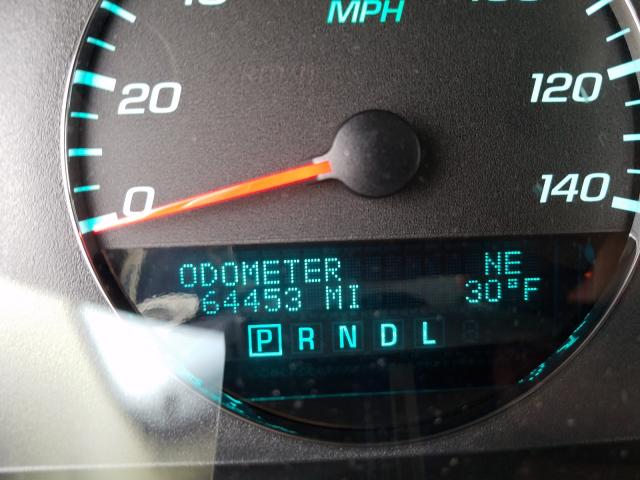 MPH
20
120
0
140
ODOMETER NE
64453 MI 30°F
P R N D L